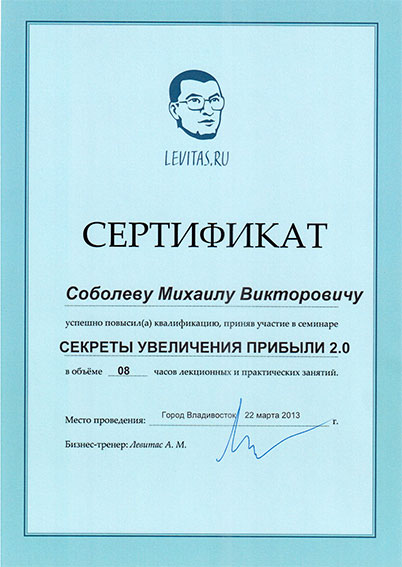 LEVITAS.RU
СЕРТИФИКАТ
Соболеву Михаилу Викторовичу
успешно повысил(а) квалификацию, приняв участие в семинаре
СЕКРЕТЫ УВЕЛИЧЕНИЯ ПРИБЫЛИ 2.0
в объёме 08 часов лекционных и практических занятий.
Место проведения: Город Владивосток 22 марта 2013 г.
Бизнес-тренер: Левитас А. М.